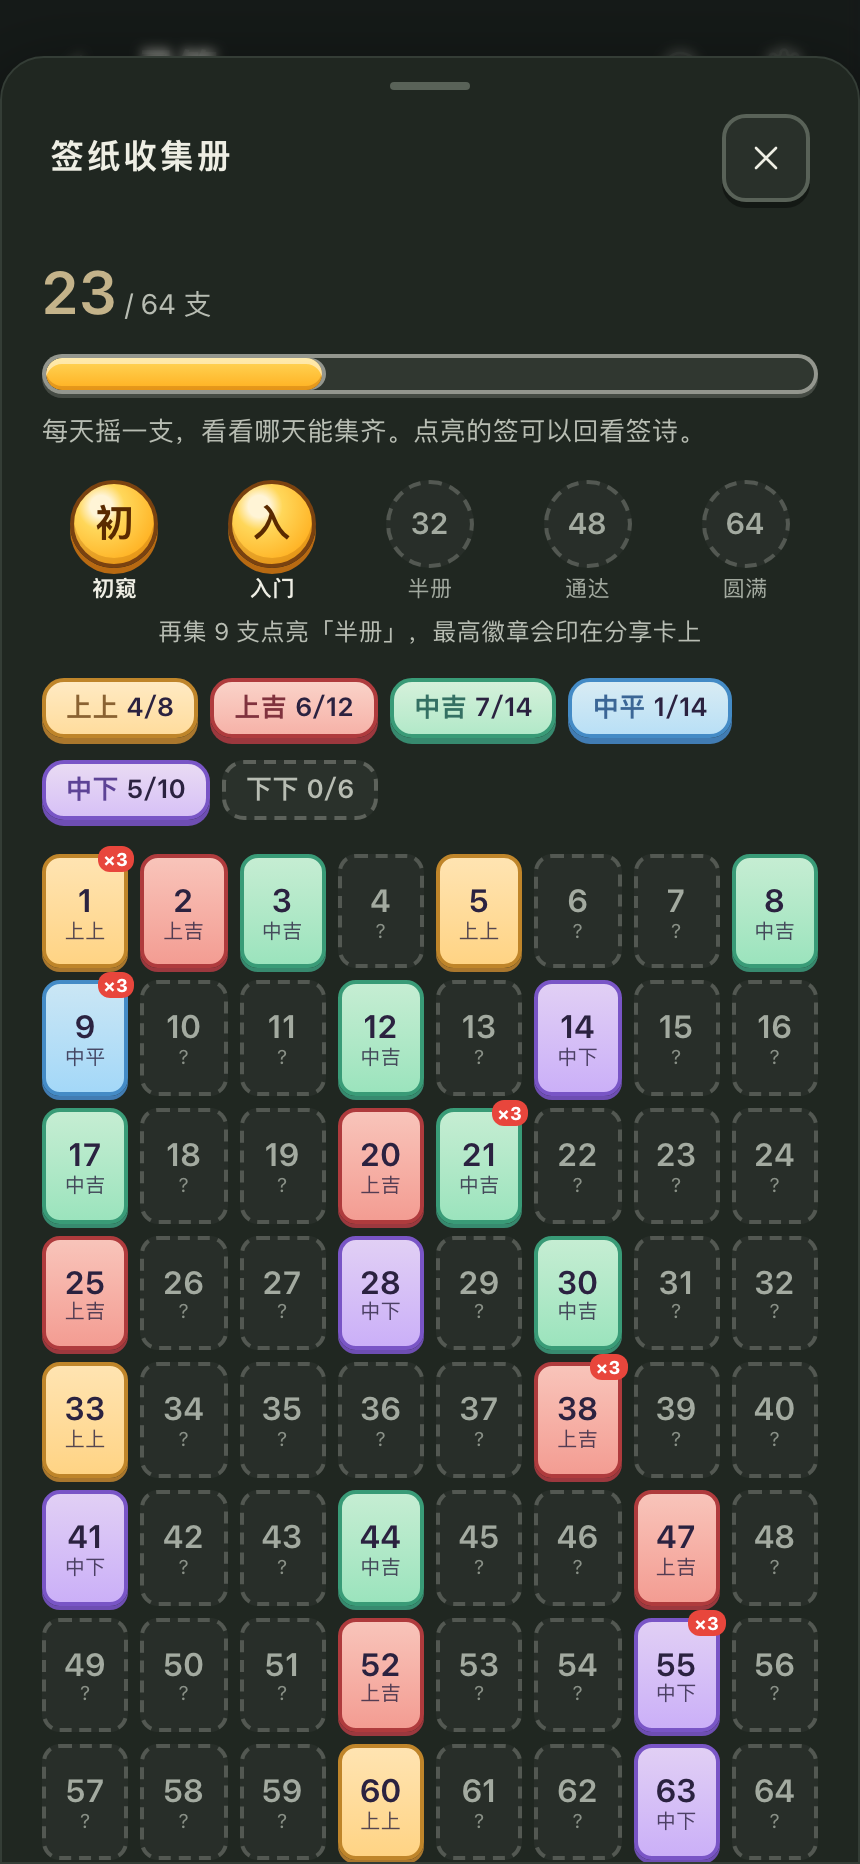 签纸收集册
23 / 64 支
每天摇一支，看看哪天能集齐。点亮的签可以回看签诗。
初 入 32 48 64
初窥 入门 半册 通达 圆满
再集 9 支点亮「半册」，最高徽章会印在分享卡上
上上 4/8 上吉 6/12 中吉 7/14 中平 1/14
中下 5/10 下下 0/6
×3
1 2 3 4 5 6 7 8
上上 上吉 中吉 ? 上上 ? ? 中吉
×3
9 10 11 12 13 14 15 16
中平 ? ? 中吉 ? 中下 ? ?
×3
17 18 19 20 21 22 23 24
中吉 ? ? 上吉 中吉 ? ? ?
25 26 27 28 29 30 31 32
上吉 ? ? 中下 ? 中吉 ? ?
×3
33 34 35 36 37 38 39 40
上上 ? ? ? ? 上吉 ? ?
41 42 43 44 45 46 47 48
中下 ? ? 中吉 ? ? 上吉 ?
×3
49 50 51 52 53 54 55 56
? ? ? 上吉 ? ? 中下 ?
57 58 59 60 61 62 63 64
? ? ? 上上 ? ? 中下 ?